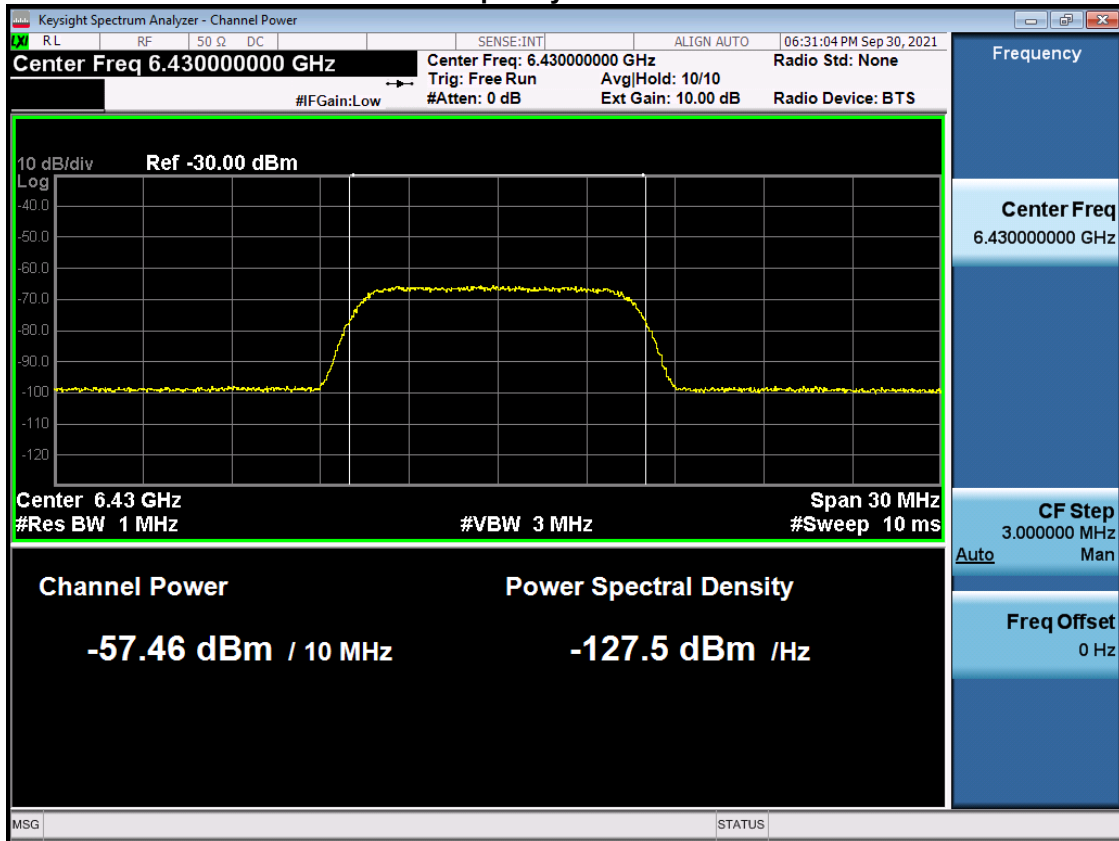 Keysight Spectrum Analyzer - Channel Power
LXI RL RF 50 Ω DC SENSE:INT ALIGN AUTO 06:31:04 PM Sep 30, 2021
Center Freq 6.430000000 GHz
Center Freq: 6.430000000 GHz Radio Std: None
Trig: Free Run Avg|Hold: 10/10
#IFGain:Low #Atten: 0 dB Ext Gain: 10.00 dB Radio Device: BTS
Frequency
10 dB/div Ref -30.00 dBm
Log
-40.0
-50.0
-60.0
-70.0
-80.0
-90.0
-100
-110
-120
Center 6.43 GHz Span 30 MHz
#Res BW 1 MHz #VBW 3 MHz #Sweep 10 ms
Center Freq
6.430000000 GHz
CF Step
3.000000 MHz
Auto Man
Freq Offset
0 Hz
Channel Power Power Spectral Density
-57.46 dBm / 10 MHz -127.5 dBm /Hz
MSG STATUS